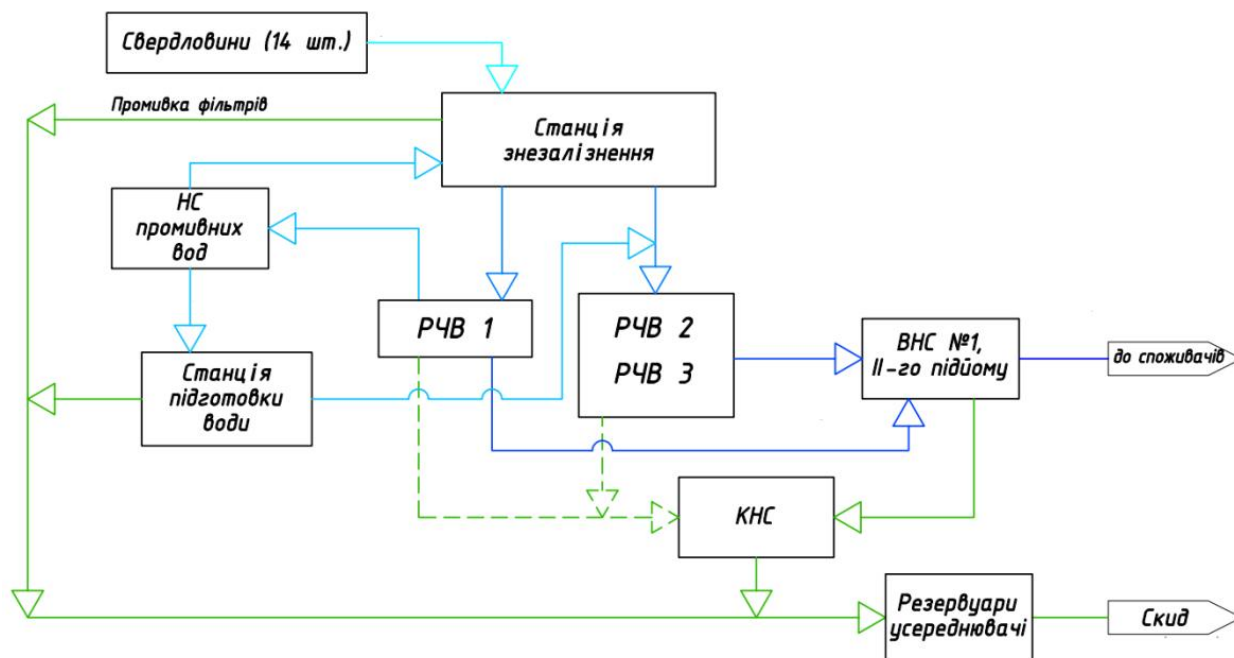 Свердловини (14 шт.)
Промивка фільтрів
Станція
знезалізнення
НС
промивних
вод
РЧВ 1
РЧВ 2
РЧВ 3
ВНС №1,
ІІ-го підйому
до споживачів
Станція
підготовки
води
КНС
Резервуари
усереднювачі
Скид